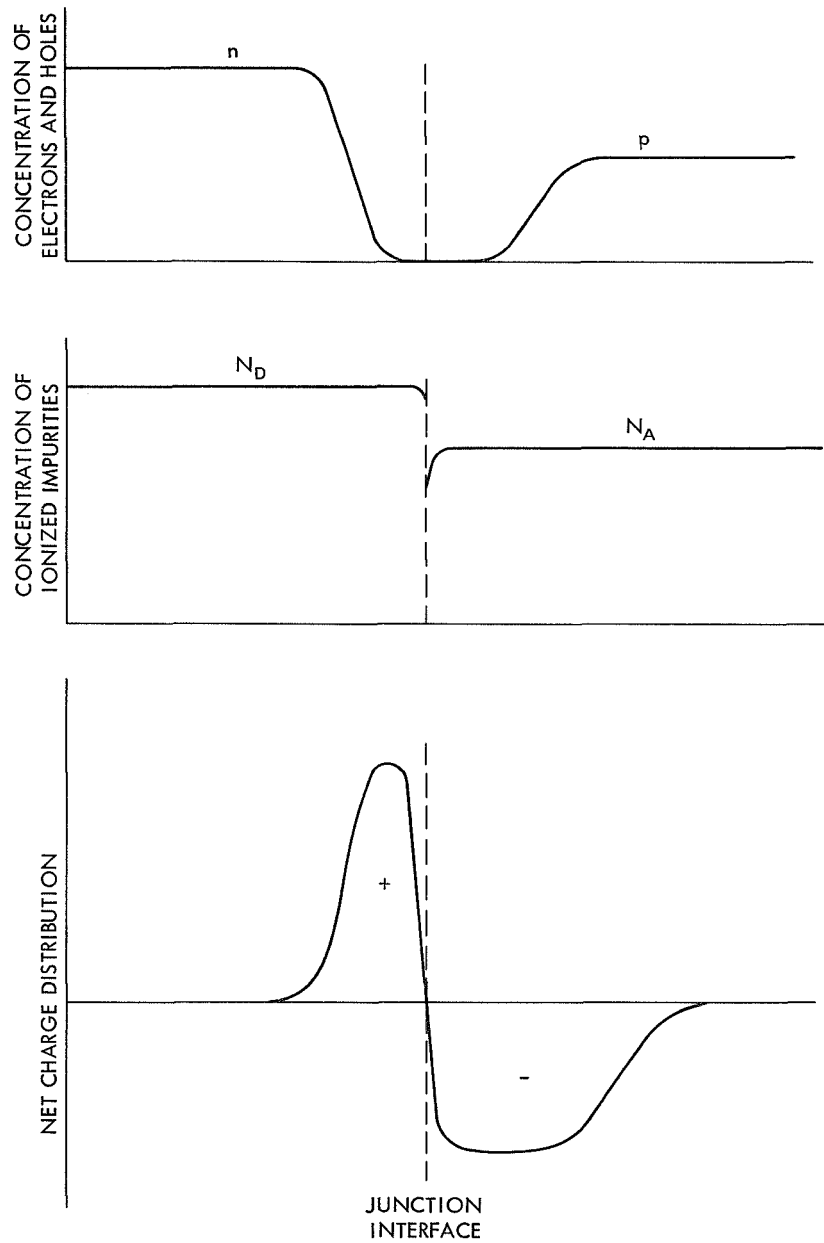 CONCENTRATION OF
ELECTRONS AND HOLES
n
p
CONCENTRATION OF
IONIZED IMPURITIES
N_D
N_A
NET CHARGE DISTRIBUTION
+
-
JUNCTION
INTERFACE